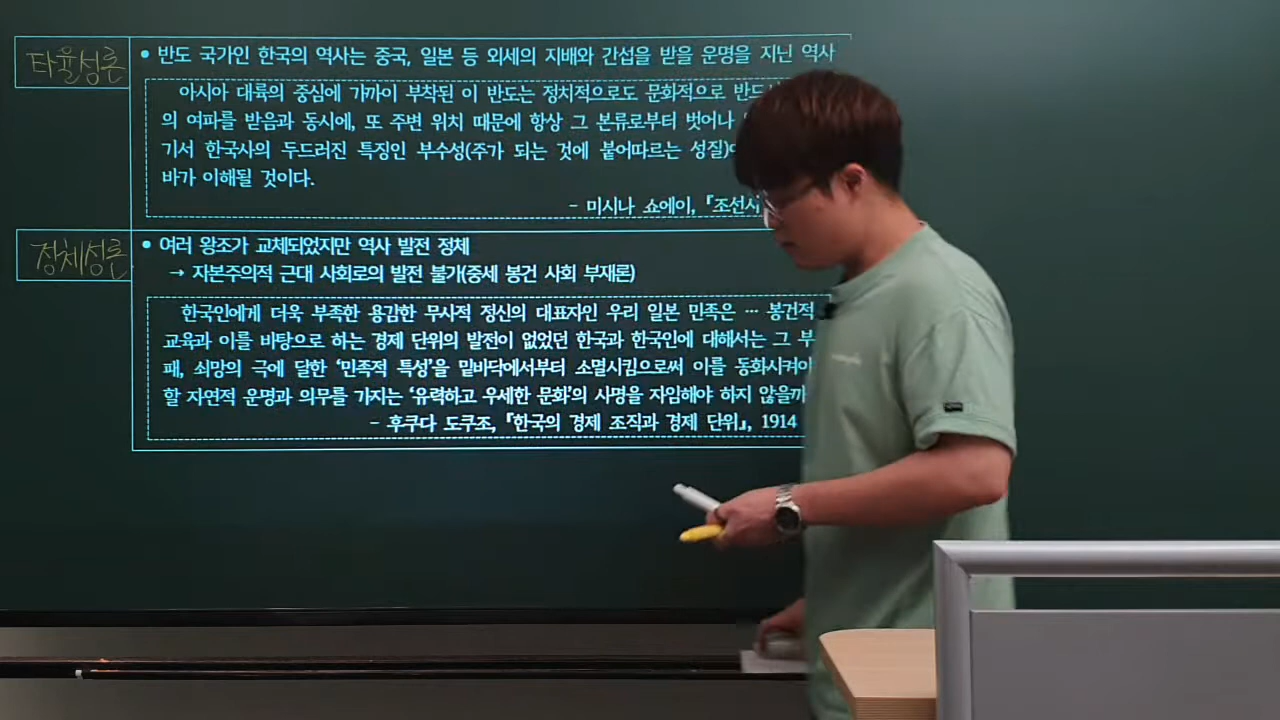 타율성론
• 반도 국가인 한국의 역사는 중국, 일본 등 외세의 지배와 간섭을 받을 운명을 지닌 역사
아시아 대륙의 중심에 가까이 부착된 이 반도는 정치적으로도 문화적으로
의 여파를 받음과 동시에, 또 주변 위치 때문에 항상 그 본류로부터 벗어나
기서 한국사의 두드러진 특징인 부수성(주가 되는 것에 붙어따르는 성질)
바가 이해될 것이다.
- 미시나 쇼에이, 『조선사
정체성론
• 여러 왕조가 교체되었지만 역사 발전 정체
→ 자본주의적 근대 사회로의 발전 불가(중세 봉건 사회 부재론)
한국인에게 더욱 부족한 용감한 무사적 정신의 대표자인 우리 일본 민족은 … 봉건적
교육과 이를 바탕으로 하는 경제 단위의 발전이 없었던 한국과 한국인에 대해서는 그 부
패, 쇠망의 극에 달한 ‘민족적 특성’을 밑바닥에서부터 소멸시킴으로써 이를 동화시켜야
할 자연적 운명과 의무를 가지는 ‘유력하고 우세한 문화’의 사명을 자임해야 하지 않을까
- 후쿠다 도쿠조, 『한국의 경제 조직과 경제 단위』, 1914